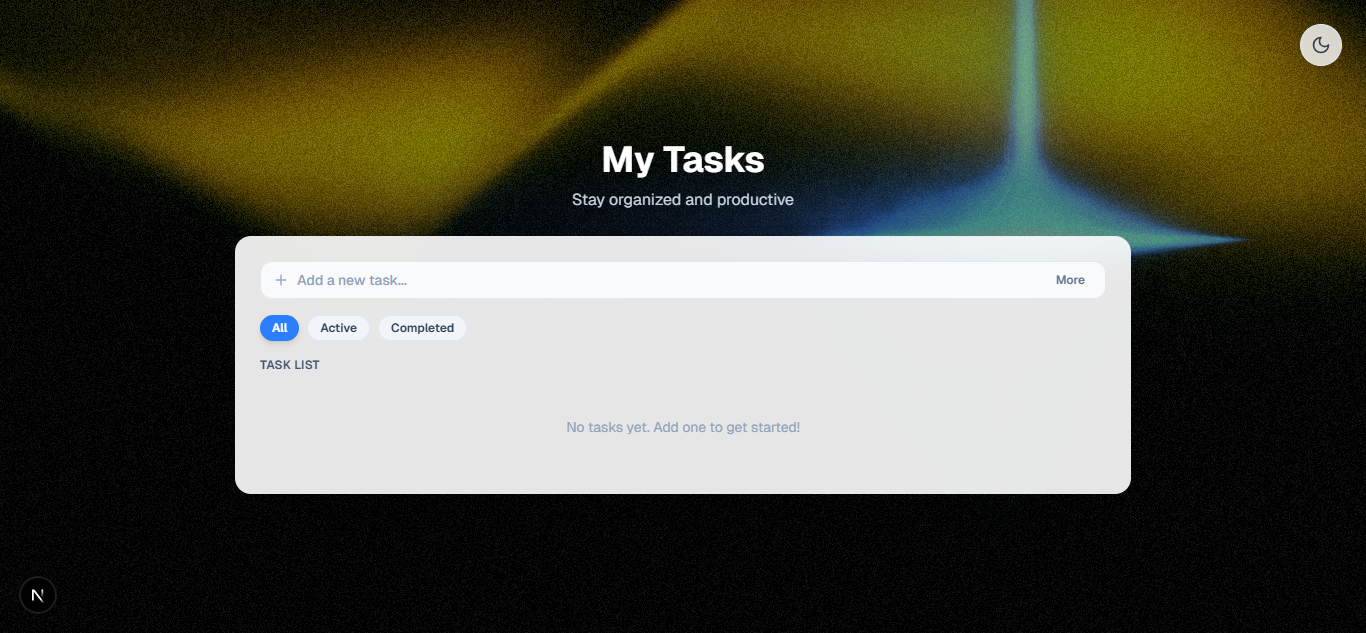 My Tasks
Stay organized and productive
Add a new task...
More
All
Active
Completed
TASK LIST
No tasks yet. Add one to get started!
N